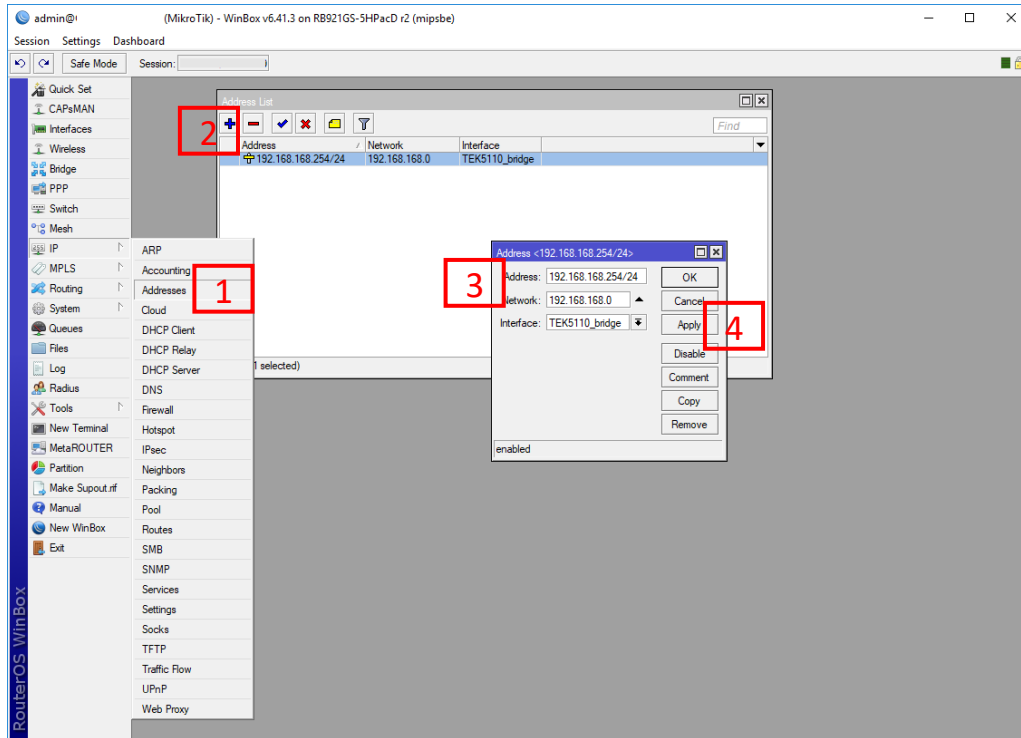 admin@ (MikroTik) - WinBox v6.41.3 on RB921GS-5HPacD r2 (mipsbe)
Session Settings Dashboard
Safe Mode Session:
Quick Set
CAPsMAN
Interfaces
Wireless
Bridge
PPP
Switch
Mesh
IP
MPLS
Routing
System
Queues
Files
Log
Radius
Tools
New Terminal
MetaROUTER
Partition
Make Supout.rif
Manual
New WinBox
Exit
RouterOS WinBox
ARP
Accounting
Addresses
1
Cloud
DHCP Client
DHCP Relay
DHCP Server
DNS
Firewall
Hotspot
IPsec
Neighbors
Packing
Pool
Routes
SMB
SNMP
Services
Settings
Socks
TFTP
Traffic Flow
UPnP
Web Proxy
Address List
2
Find
Address / Network Interface
192.168.168.254/24 192.168.168.0 TEK5110_bridge
1 selected)
Address <192.168.168.254/24>
3
Address: 192.168.168.254/24 OK
Network: 192.168.168.0 Cancel
Interface: TEK5110_bridge Apply
4
Disable
Comment
Copy
Remove
enabled